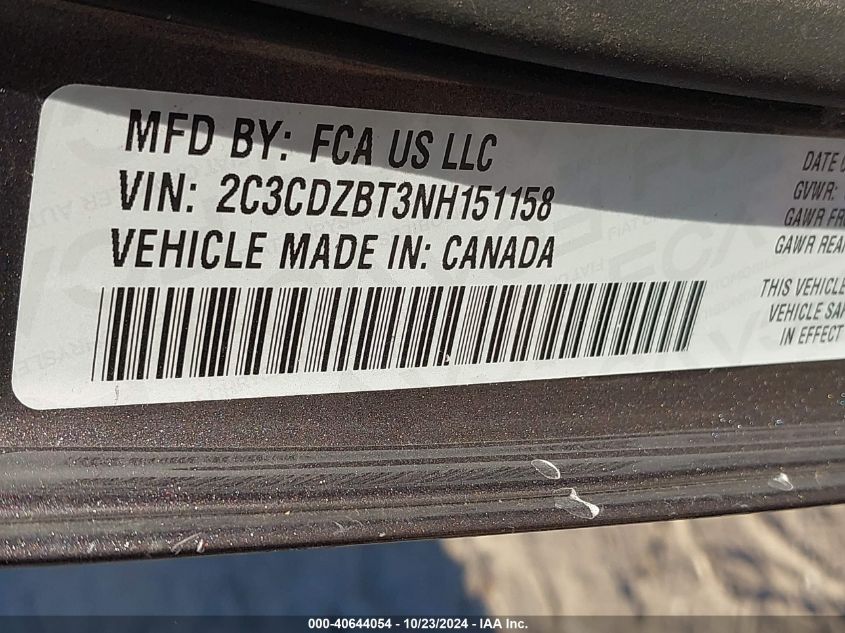 MFD BY: FCA US LLC
VIN: 2C3CDZBT3NH151158
VEHICLE MADE IN: CANADA
DATE O
GVWR:
GAWR FR
GAWR REA
THIS VEHICLE
VEHICLE SA
IN EFFECT
000-40644054 - 10/23/2024 - IAA Inc.